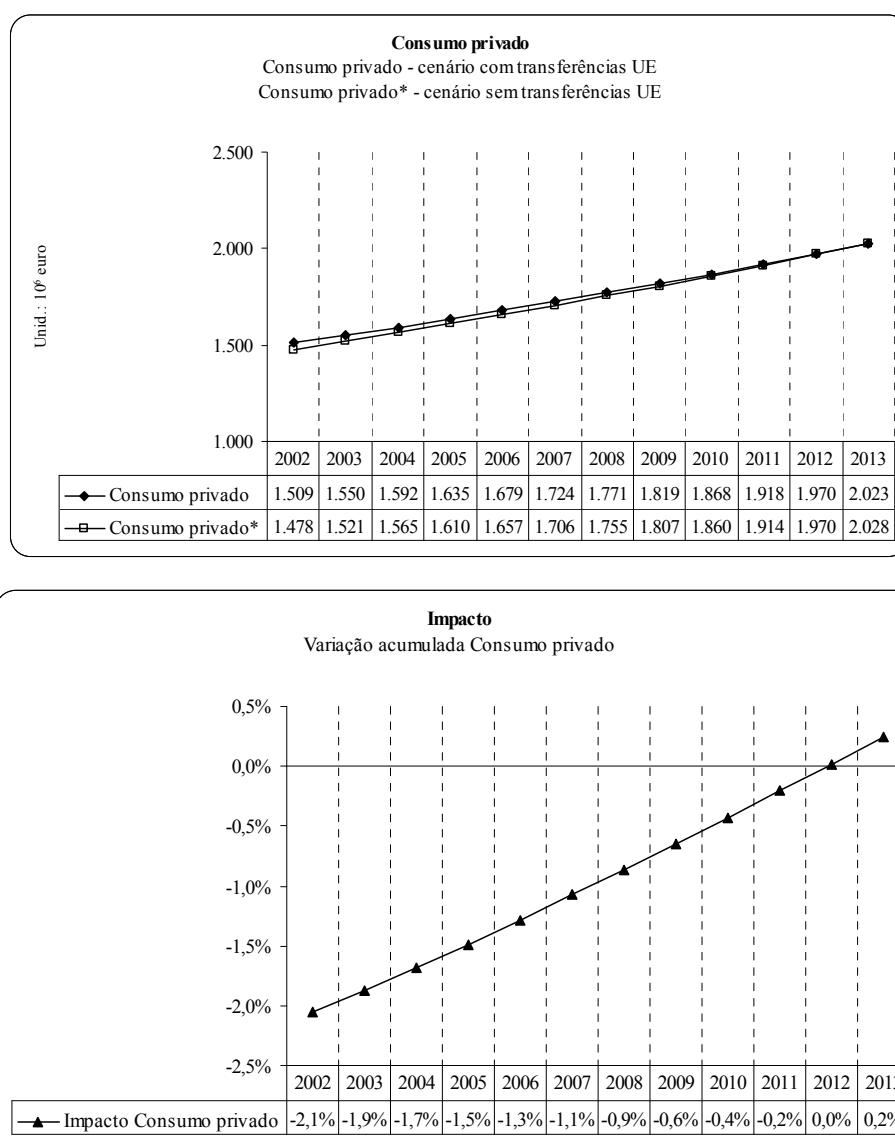 Consumo privado
Consumo privado - cenário com transferências UE
Consumo privado* - cenário sem transferências UE
Unid.: 10⁶ euro
2.500
2.000
1.500
1.000
2002 2003 2004 2005 2006 2007 2008 2009 2010 2011 2012 2013
Consumo privado 1.509 1.550 1.592 1.635 1.679 1.724 1.771 1.819 1.868 1.918 1.970 2.023
Consumo privado* 1.478 1.521 1.565 1.610 1.657 1.706 1.755 1.807 1.860 1.914 1.970 2.028
Impacto
Variação acumulada Consumo privado
0,5%
0,0%
-0,5%
-1,0%
-1,5%
-2,0%
-2,5%
2002 2003 2004 2005 2006 2007 2008 2009 2010 2011 2012
Impacto Consumo privado -2,1% -1,9% -1,7% -1,5% -1,3% -1,1% -0,9% -0,6% -0,4% -0,2% 0,0% 0,2